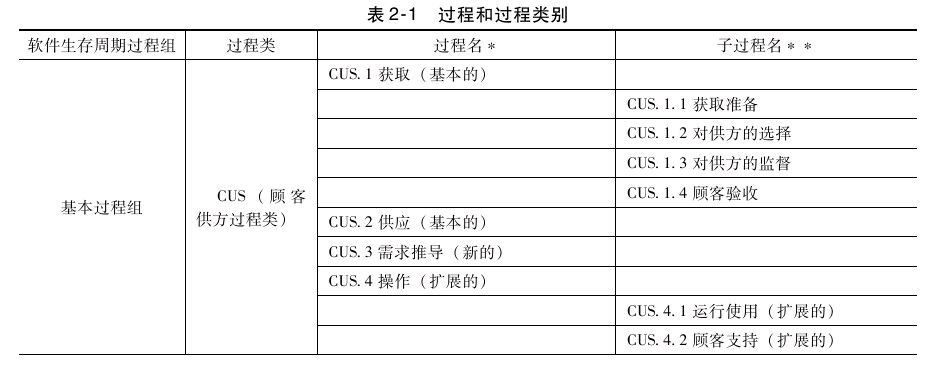 表 2-1 过程和过程类别
软件生存周期过程组 过程类 过程名* 子过程名* *
CUS. 1 获取（基本的）
CUS. 1. 1 获取准备
CUS. 1. 2 对供方的选择
CUS. 1. 3 对供方的监督
CUS. 1. 4 顾客验收
基本过程组
CUS（顾客
供方过程类）
CUS. 2 供应（基本的）
CUS. 3 需求推导（新的）
CUS. 4 操作（扩展的）
CUS. 4. 1 运行使用（扩展的）
CUS. 4. 2 顾客支持（扩展的）